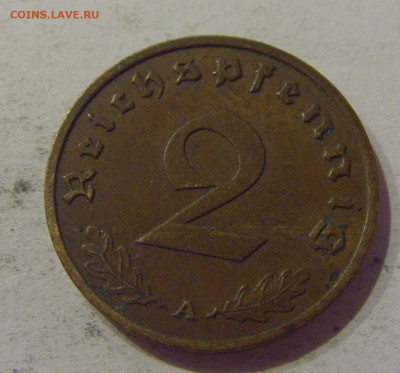 COINS.LAVE.RU
Reichspfennig
2
A